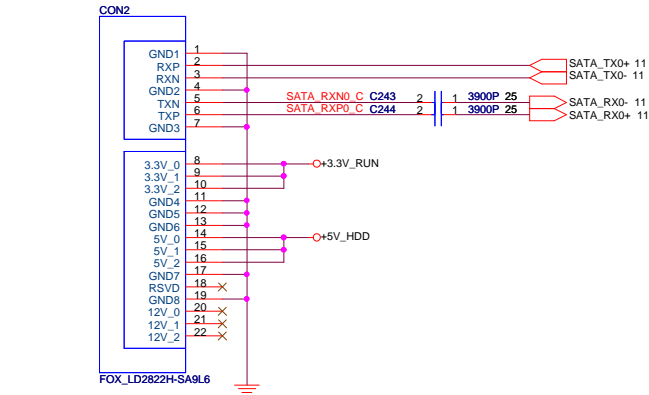 CON2
GND1 1
RXP 2 SATA_TX0+ 11
RXN 3 SATA_TX0- 11
GND2 4
TXN 5 SATA_RXN0_C C243 2 1 3900P 25 SATA_RX0- 11
TXP 6 SATA_RXP0_C C244 2 1 3900P 25 SATA_RX0+ 11
GND3 7
3.3V_0 8 +3.3V_RUN
3.3V_1 9
3.3V_2 10
GND4 11
GND5 12
GND6 13
5V_0 14 +5V_HDD
5V_1 15
5V_2 16
GND7 17
RSVD 18
GND8 19
12V_0 20
12V_1 21
12V_2 22
FOX_LD2822H-SA9L6